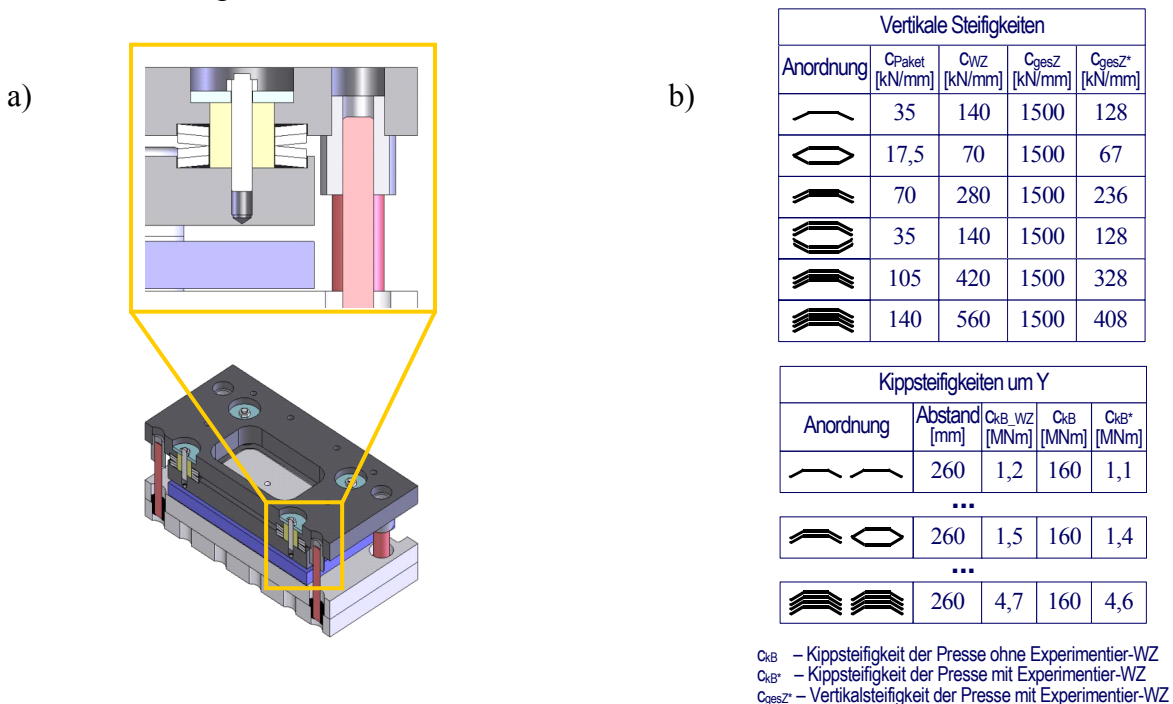 a)
b)
Vertikale Steifigkeiten
Anordnung cPaket [kN/mm] cWZ [kN/mm] cgesZ [kN/mm] cgesZ* [kN/mm]
35 140 1500 128
17,5 70 1500 67
70 280 1500 236
35 140 1500 128
105 420 1500 328
140 560 1500 408
Kippsteifigkeiten um Y
Anordnung Abstand [mm] ckB_WZ [MNm] ckB [MNm] ckB* [MNm]
260 1,2 160 1,1
...
260 1,5 160 1,4
...
260 4,7 160 4,6
ckB – Kippsteifigkeit der Presse ohne Experimentier-WZ
ckB* – Kippsteifigkeit der Presse mit Experimentier-WZ
cgesZ* – Vertikalsteifigkeit der Presse mit Experimentier-WZ